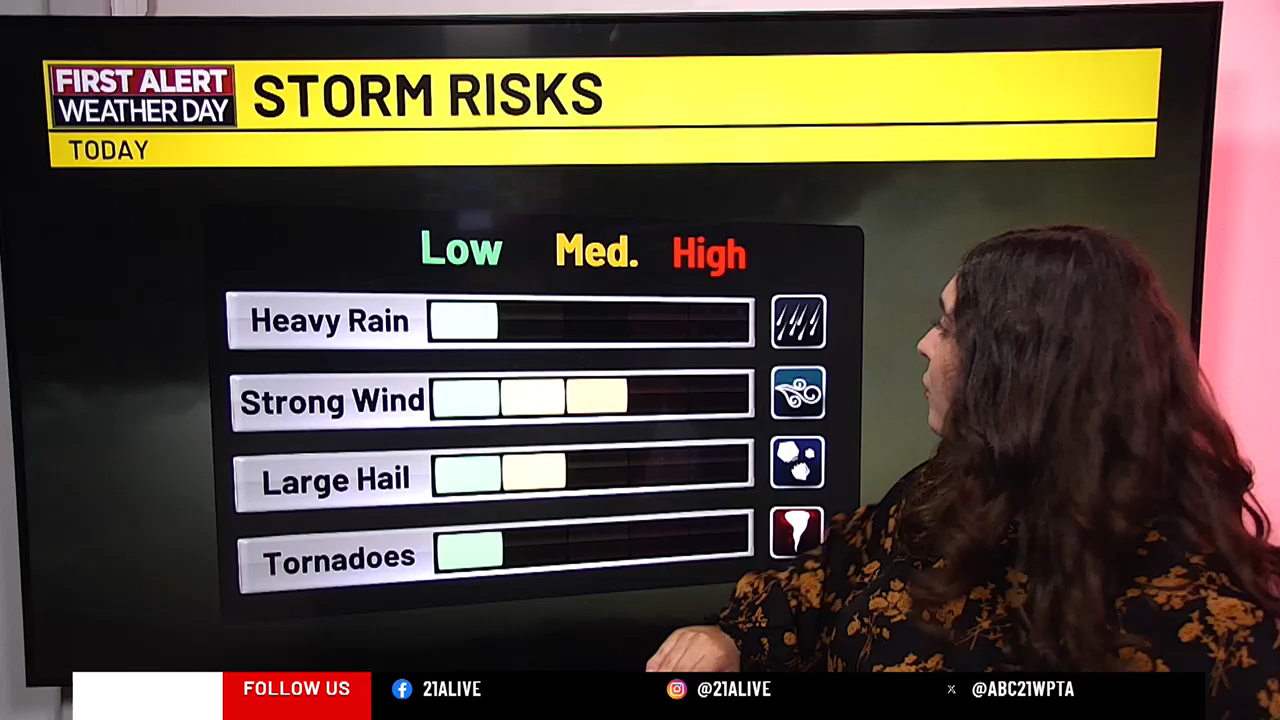 FIRST ALERT
WEATHER DAY
STORM RISKS
TODAY
Low Med. High
Heavy Rain
Strong Wind
Large Hail
Tornadoes
FOLLOW US 21ALIVE @21ALIVE X @ABC21WPTA